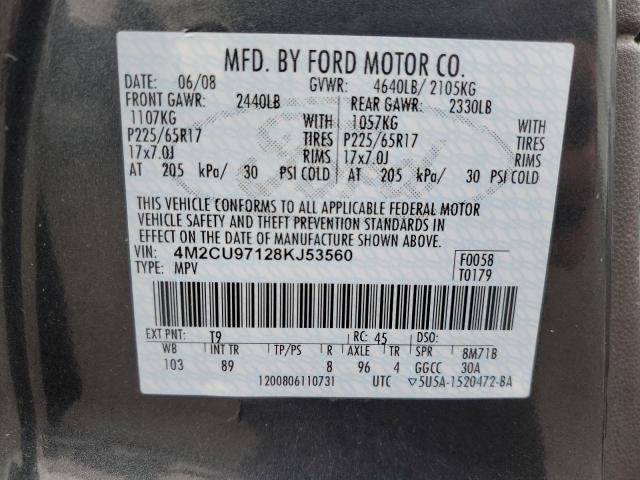 MFD. BY FORD MOTOR CO.
DATE: 06/08 GVWR: 4640LB/ 2105KG
FRONT GAWR: 2440LB REAR GAWR: 2330LB
1107KG WITH 1057KG WITH
P225/65R17 TIRES P225/65R17 TIRES
17x7.0J RIMS 17x7.0J RIMS
AT 205 kPa/ 30 PSI COLD AT 205 kPa/ 30 PSI COLD
THIS VEHICLE CONFORMS TO ALL APPLICABLE FEDERAL MOTOR
VEHICLE SAFETY AND THEFT PREVENTION STANDARDS IN
EFFECT ON THE DATE OF MANUFACTURE SHOWN ABOVE.
VIN: 4M2CU97128KJ53560 F0058
TYPE: MPV T0179
EXT PNT: T9 RC: 45 DSO:
WB INT TR TP/PS R AXLE TR SPR 8M71B
103 89 8 96 4 GGCC 30A
1200806110731 UTC ▽5U5A-1520472-BA
Ford